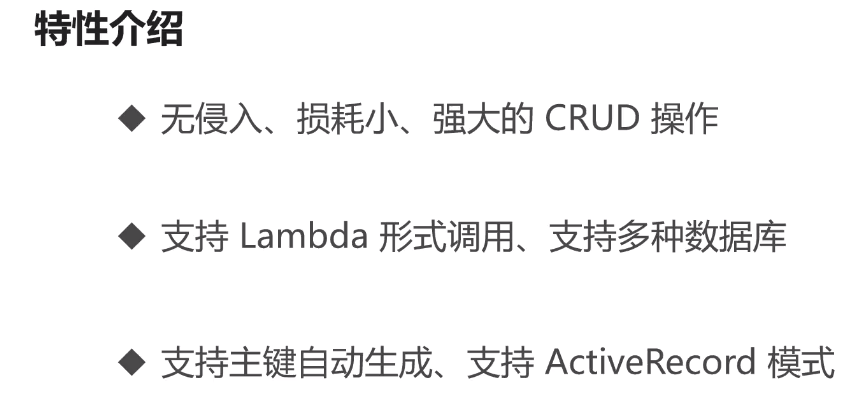 特性介绍
◆ 无侵入、损耗小、强大的 CRUD 操作
◆ 支持 Lambda 形式调用、支持多种数据库
◆ 支持主键自动生成、支持 ActiveRecord 模式